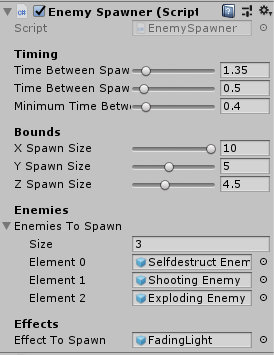 Enemy Spawner (Script
Script EnemySpawner
Timing
Time Between Spaw 1.35
Time Between Spaw 0.5
Minimum Time Betwe 0.4
Bounds
X Spawn Size 10
Y Spawn Size 5
Z Spawn Size 4.5
Enemies
Enemies To Spawn
Size 3
Element 0 Selfdestruct Enem
Element 1 Shooting Enemy
Element 2 Exploding Enemy
Effects
Effect To Spawn FadingLight